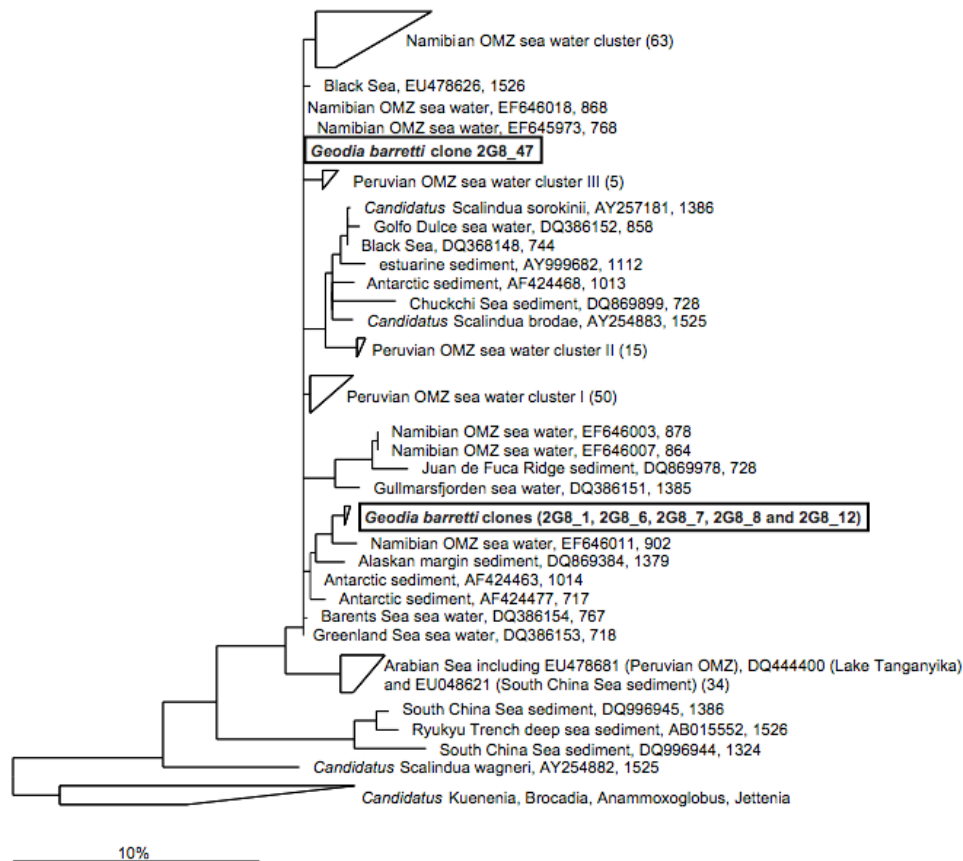 Namibian OMZ sea water cluster (63)
Black Sea, EU478626, 1526
Namibian OMZ sea water, EF646018, 868
Namibian OMZ sea water, EF645973, 768
Geodia barretti clone 2G8_47
Peruvian OMZ sea water cluster III (5)
Candidatus Scalindua sorokinii, AY257181, 1386
Golfo Dulce sea water, DQ386152, 858
Black Sea, DQ368148, 744
estuarine sediment, AY999682, 1112
Antarctic sediment, AF424468, 1013
Chuckchi Sea sediment, DQ869899, 728
Candidatus Scalindua brodae, AY254883, 1525
Peruvian OMZ sea water cluster II (15)
Peruvian OMZ sea water cluster I (50)
Namibian OMZ sea water, EF646003, 878
Namibian OMZ sea water, EF646007, 864
Juan de Fuca Ridge sediment, DQ869978, 728
Gullmarsfjorden sea water, DQ386151, 1385
Geodia barretti clones (2G8_1, 2G8_6, 2G8_7, 2G8_8 and 2G8_12)
Namibian OMZ sea water, EF646011, 902
Alaskan margin sediment, DQ869384, 1379
Antarctic sediment, AF424463, 1014
Antarctic sediment, AF424477, 717
Barents Sea sea water, DQ386154, 767
Greenland Sea sea water, DQ386153, 718
Arabian Sea including EU478681 (Peruvian OMZ), DQ444400 (Lake Tanganyika)
and EU048621 (South China Sea sediment) (34)
South China Sea sediment, DQ996945, 1386
Ryukyu Trench deep sea sediment, AB015552, 1526
South China Sea sediment, DQ996944, 1324
Candidatus Scalindua wagneri, AY254882, 1525
Candidatus Kuenenia, Brocadia, Anammoxoglobus, Jettenia
10%